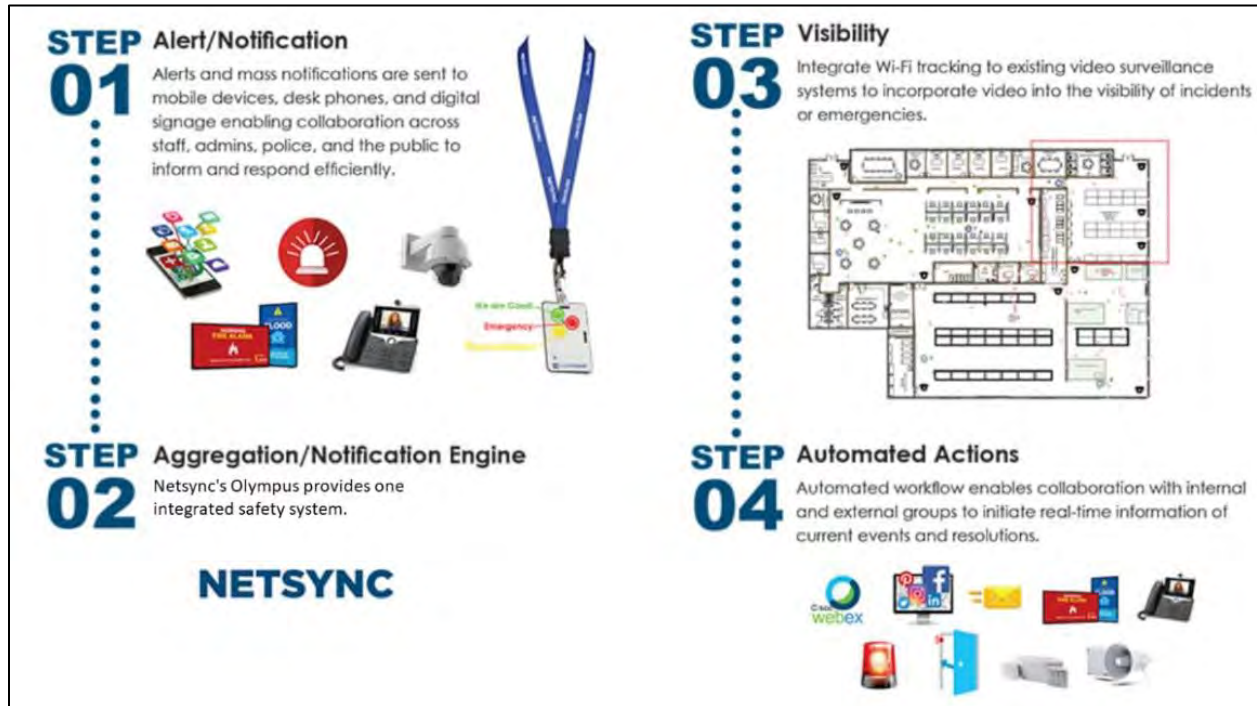 STEP
01
Alert/Notification
Alerts and mass notifications are sent to
mobile devices, desk phones, and digital
signage enabling collaboration across
staff, admins, police, and the public to
inform and respond efficiently.
NETSYNC
FIRE ALARM
FLOOD
We are Good
Emergency
STEP
02
Aggregation/Notification Engine
Netsync's Olympus provides one
integrated safety system.
NETSYNC
STEP
03
Visibility
Integrate Wi-Fi tracking to existing video surveillance
systems to incorporate video into the visibility of incidents
or emergencies.
STEP
04
Automated Actions
Automated workflow enables collaboration with internal
and external groups to initiate real-time information of
current events and resolutions.
Cisco
webex